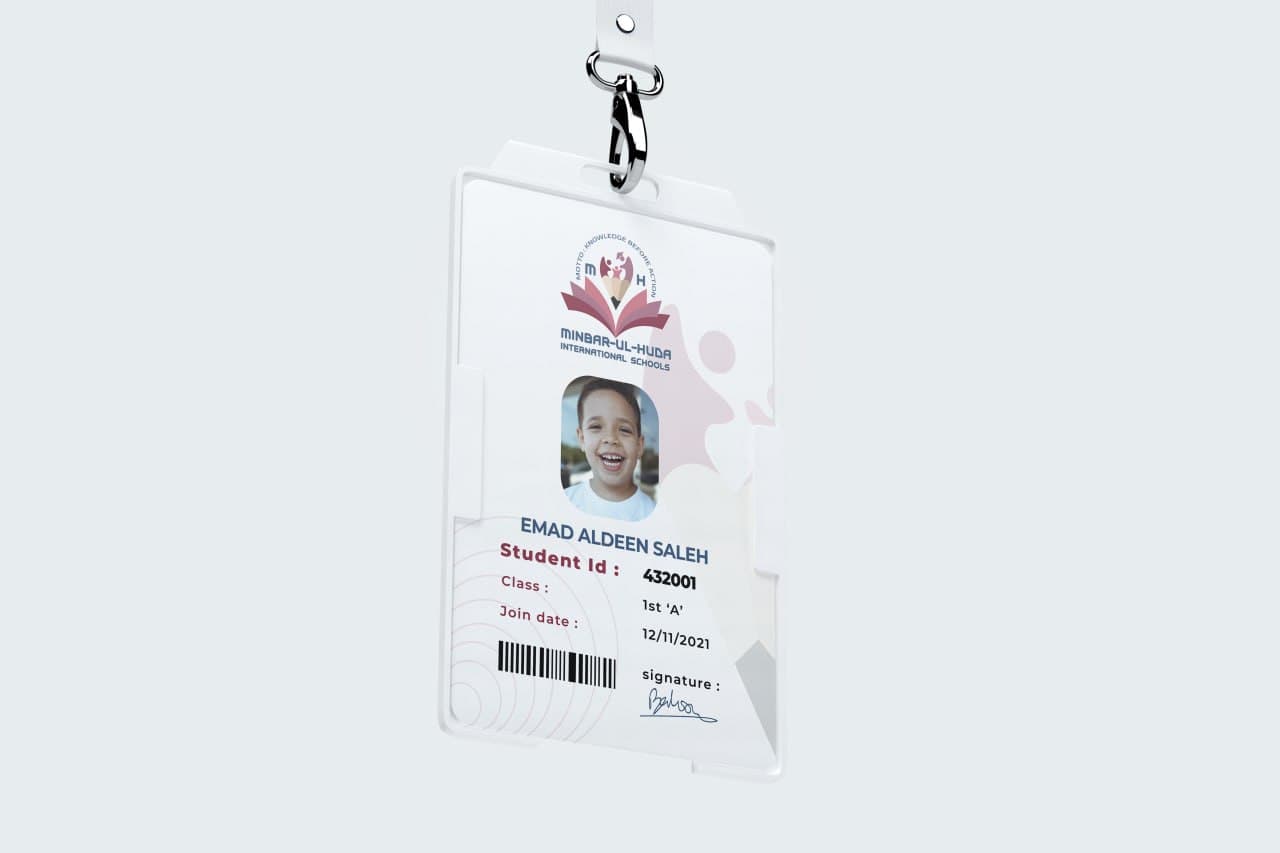 MOTTO : KNOWLEDGE BEFORE ACTION
M H
MINBAR-UL-HUDA
INTERNATIONAL SCHOOLS
EMAD ALDEEN SALEH
Student Id : 432001
Class : 1st ‘A’
Join date : 12/11/2021
signature :